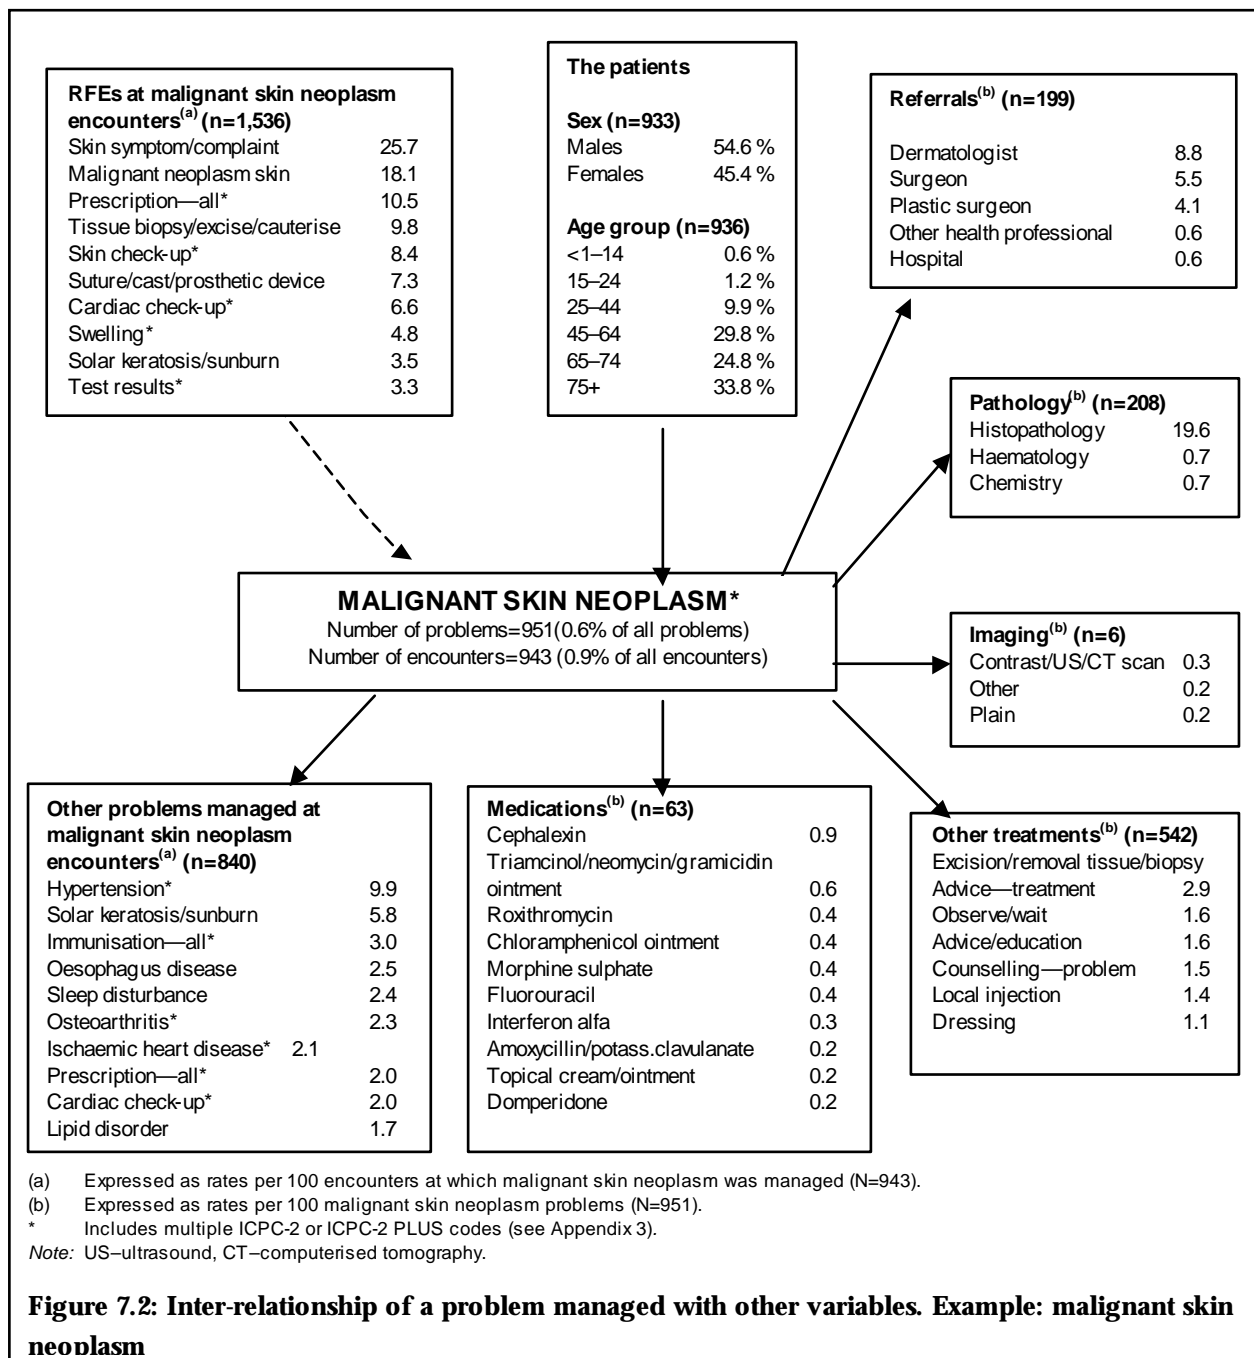 RFEs at malignant skin neoplasm
encounters(a) (n=1,536)
Skin symptom/complaint 25.7
Malignant neoplasm skin 18.1
Prescription—all* 10.5
Tissue biopsy/excise/cauterise 9.8
Skin check-up* 8.4
Suture/cast/prosthetic device 7.3
Cardiac check-up* 6.6
Swelling* 4.8
Solar keratosis/sunburn 3.5
Test results* 3.3
The patients
Sex (n=933)
Males 54.6 %
Females 45.4 %
Age group (n=936)
<1–14 0.6 %
15–24 1.2 %
25–44 9.9 %
45–64 29.8 %
65–74 24.8 %
75+ 33.8 %
Referrals(b) (n=199)
Dermatologist 8.8
Surgeon 5.5
Plastic surgeon 4.1
Other health professional 0.6
Hospital 0.6
Pathology(b) (n=208)
Histopathology 19.6
Haematology 0.7
Chemistry 0.7
MALIGNANT SKIN NEOPLASM*
Number of problems=951(0.6% of all problems)
Number of encounters=943 (0.9% of all encounters)
Imaging(b) (n=6)
Contrast/US/CT scan 0.3
Other 0.2
Plain 0.2
Other problems managed at
malignant skin neoplasm
encounters(a) (n=840)
Hypertension* 9.9
Solar keratosis/sunburn 5.8
Immunisation—all* 3.0
Oesophagus disease 2.5
Sleep disturbance 2.4
Osteoarthritis* 2.3
Ischaemic heart disease* 2.1
Prescription—all* 2.0
Cardiac check-up* 2.0
Lipid disorder 1.7
Medications(b) (n=63)
Cephalexin 0.9
Triamcinol/neomycin/gramicidin
ointment 0.6
Roxithromycin 0.4
Chloramphenicol ointment 0.4
Morphine sulphate 0.4
Fluorouracil 0.4
Interferon alfa 0.3
Amoxycillin/potass.clavulanate 0.2
Topical cream/ointment 0.2
Domperidone 0.2
Other treatments(b) (n=542)
Excision/removal tissue/biopsy
Advice—treatment 2.9
Observe/wait 1.6
Advice/education 1.6
Counselling—problem 1.5
Local injection 1.4
Dressing 1.1
(a) Expressed as rates per 100 encounters at which malignant skin neoplasm was managed (N=943).
(b) Expressed as rates per 100 malignant skin neoplasm problems (N=951).
* Includes multiple ICPC-2 or ICPC-2 PLUS codes (see Appendix 3).
Note: US–ultrasound, CT–computerised tomography.
Figure 7.2: Inter-relationship of a problem managed with other variables. Example: malignant skin
neoplasm